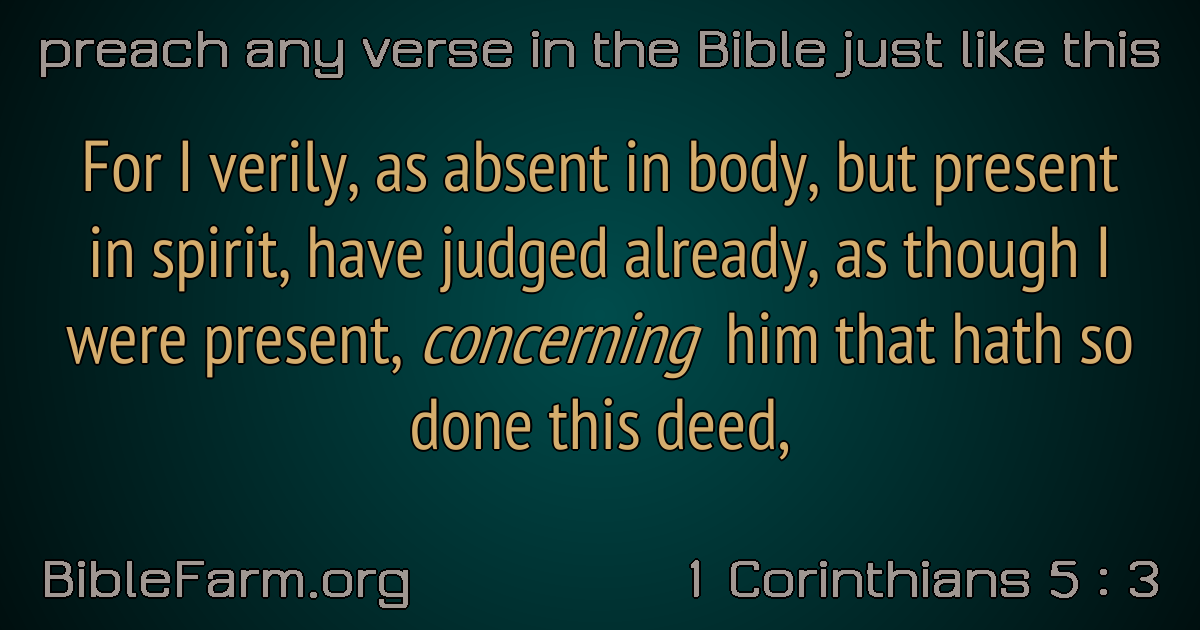 preach any verse in the Bible just like this
For I verily, as absent in body, but present
in spirit, have judged already, as though I
were present, concerning him that hath so
done this deed,
BibleFarm.org
1 Corinthians 5 : 3